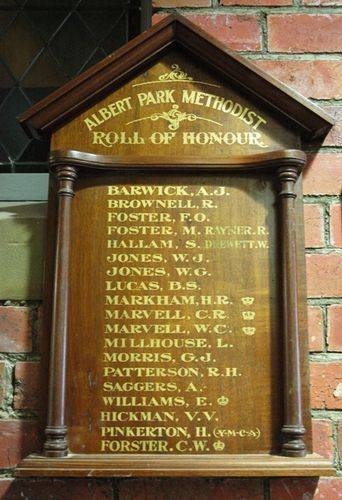 ALBERT PARK METHODIST
ROLL OF HONOUR
BARWICK, A.J.
BROWNELL, R.
FOSTER, F.O.
FOSTER, M. RAYNER. R.
HALLAM, S. DREWETT. W.
JONES, W.J.
JONES, W.G.
LUCAS, B.S.
MARKHAM, H.R.
MARVELL, C.R.
MARVELL, W.C.
MILLHOUSE, L.
MORRIS, G.J.
PATTERSON, R.H.
SAGGERS, A.
WILLIAMS, E.
HICKMAN, V.V.
PINKERTON, H. (Y-M-C-A)
FORSTER. C.W.